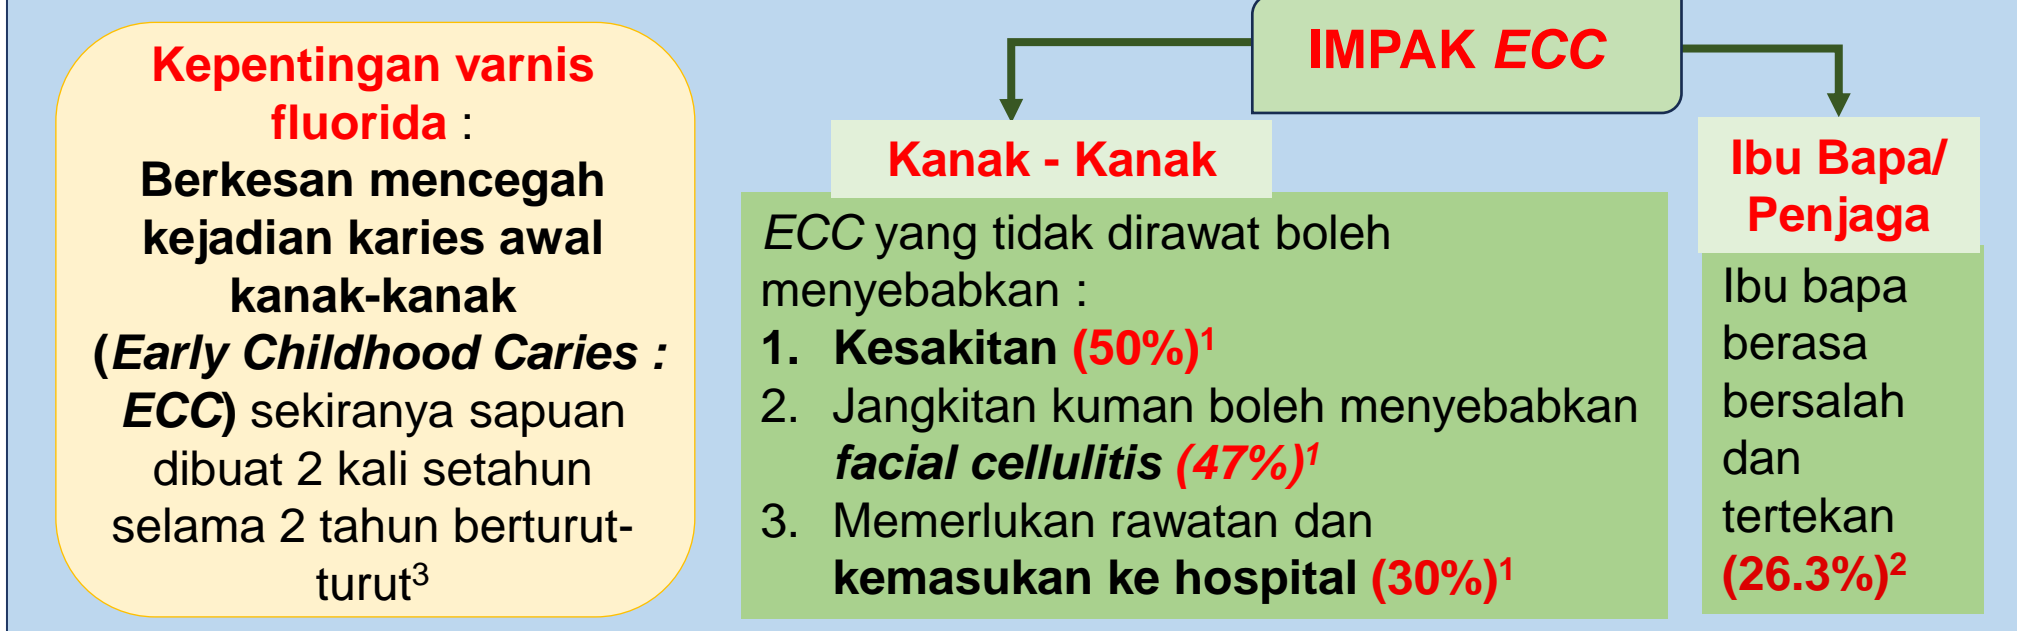 Kepentingan varnis
fluorida :
Berkesan mencegah
kejadian karies awal
kanak-kanak
(Early Childhood Caries :
ECC) sekiranya sapuan
dibuat 2 kali setahun
selama 2 tahun berturut-
turut³
IMPAK ECC
Kanak - Kanak
ECC yang tidak dirawat boleh
menyebabkan :
1. Kesakitan (50%)¹
2. Jangkitan kuman boleh menyebabkan
facial cellulitis (47%)¹
3. Memerlukan rawatan dan
kemasukan ke hospital (30%)¹
Ibu Bapa/
Penjaga
Ibu bapa
berasa
bersalah
dan
tertekan
(26.3%)²